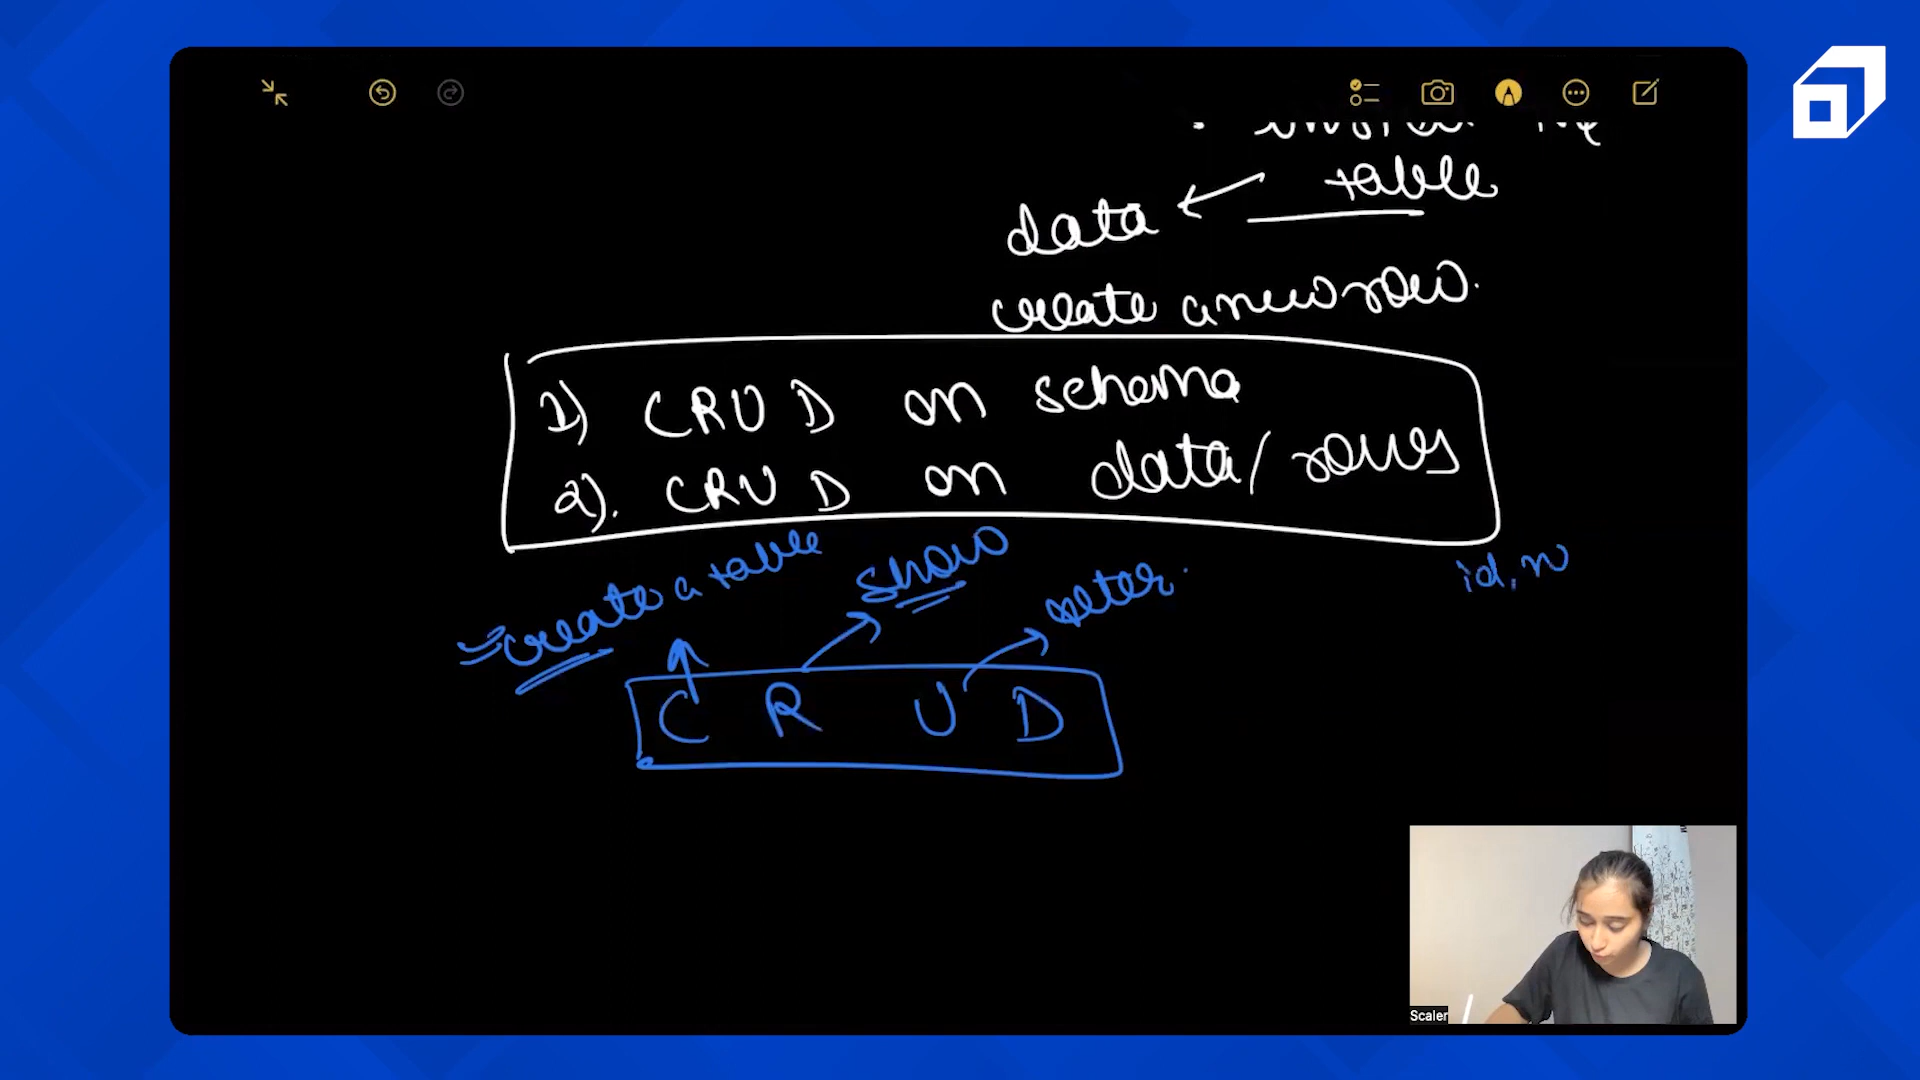 table
data
create a new row.
1) CRUD on schema
2). CRUD on data/rows
create a table
show
alter.
id, n
C R U D
Scaler